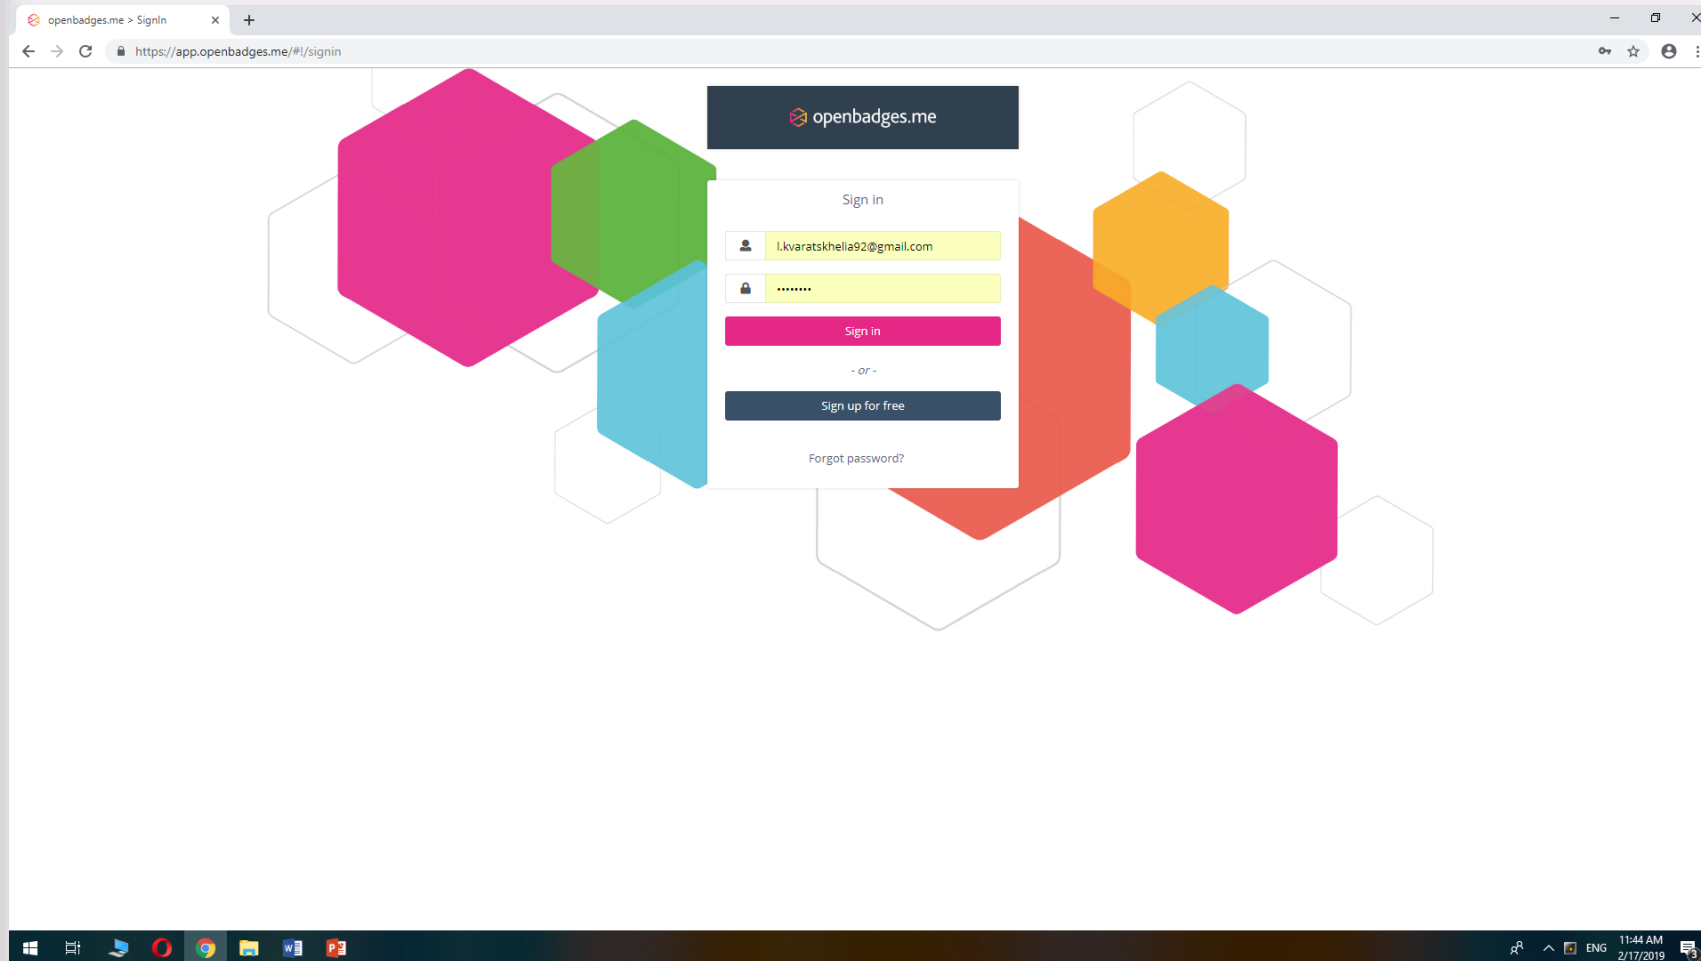 openbadges.me > SignIn
https://app.openbadges.me/#!/signin
openbadges.me
Sign in
l.kvaratskhelia92@gmail.com
••••••••
Sign in
- or -
Sign up for free
Forgot password?
ENG
11:44 AM
2/17/2019
3